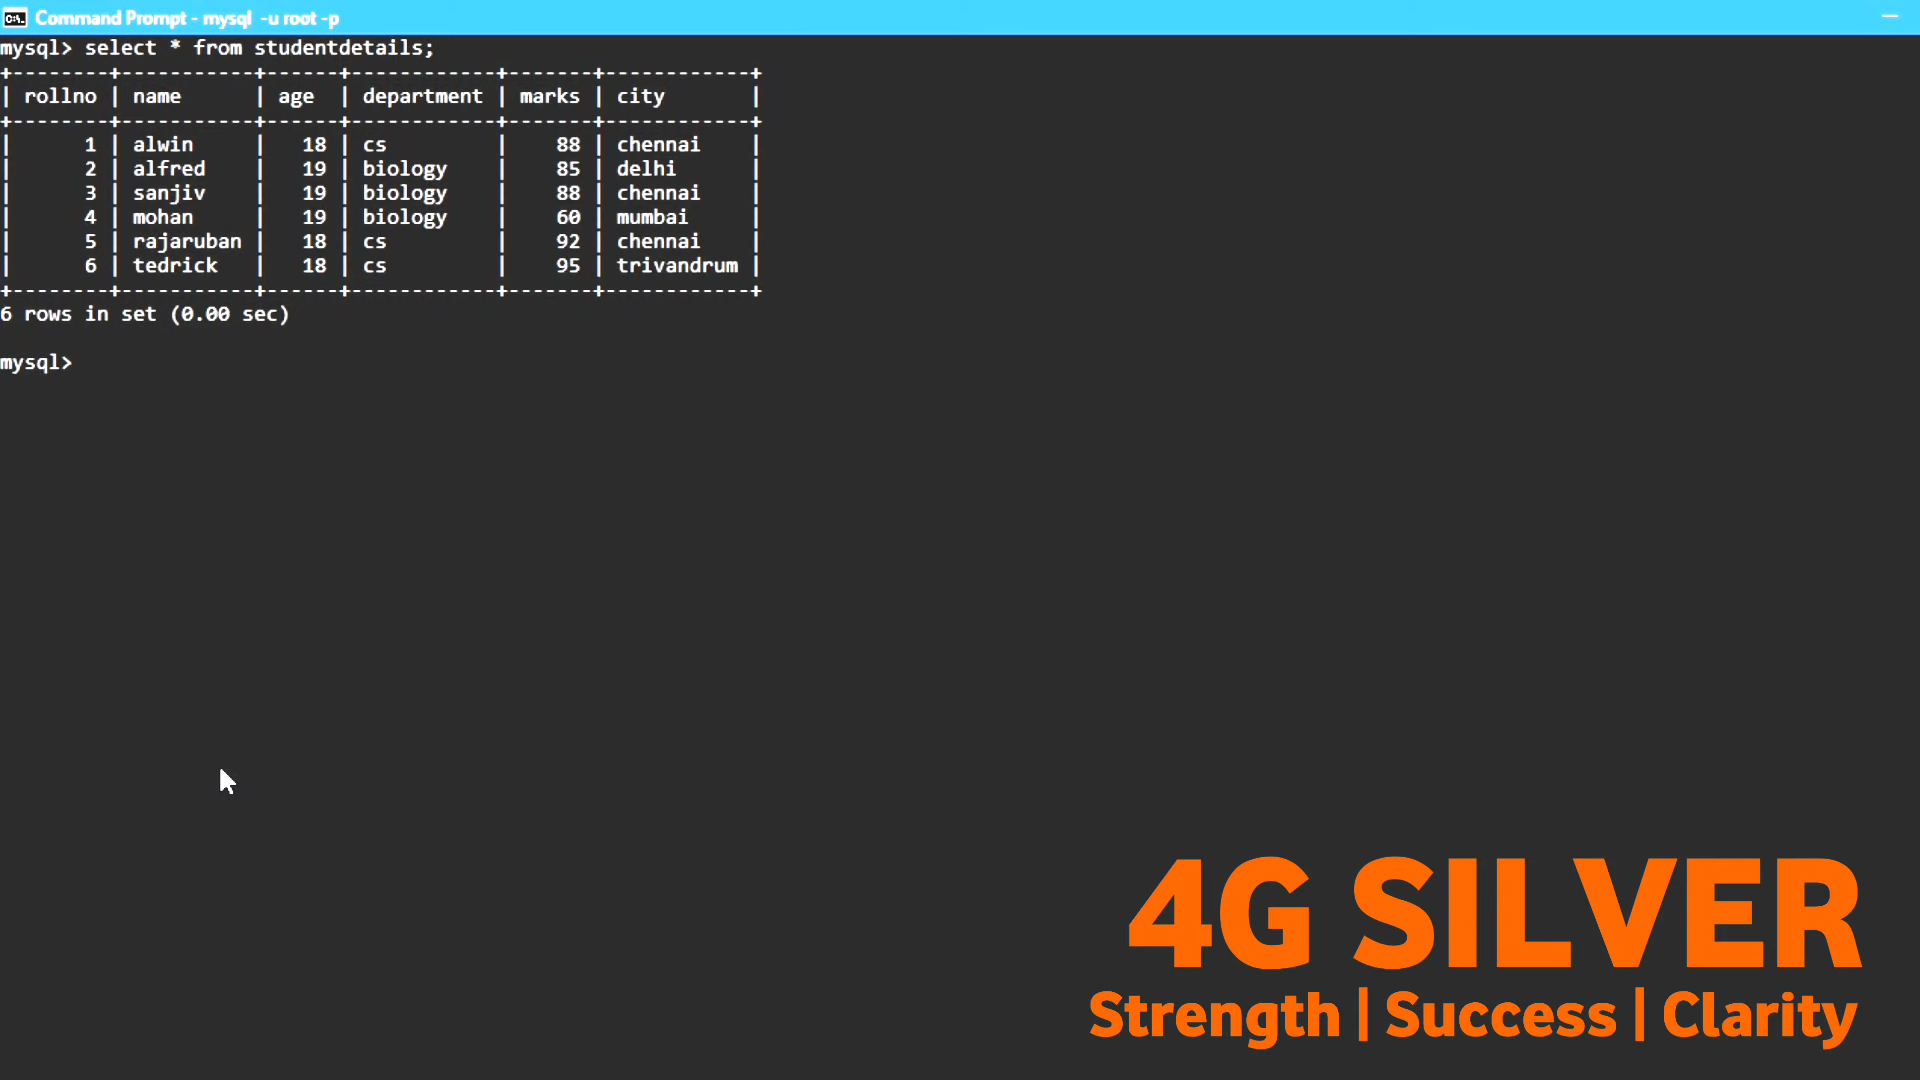 Command Prompt - mysql  -u root -p
mysql> select * from studentdetails;
+--------+-----------+------+------------+-------+-----------+
| rollno | name      | age  | department | marks | city       |
+--------+-----------+------+------------+-------+------------+
|      1 | alwin     |   18 | cs         |    88 | chennai    |
|      2 | alfred    |   19 | biology    |    85 | delhi      |
|      3 | sanjiv    |   19 | biology    |    88 | chennai    |
|      4 | mohan     |   19 | biology    |    60 | mumbai     |
|      5 | rajaruban |   18 | cs         |    92 | chennai    |
|      6 | tedrick   |   18 | cs         |    95 | trivandrum |
+--------+-----------+------+------------+-------+------------+
6 rows in set (0.00 sec)
mysql>
4G SILVER
Strength | Success | Clarity